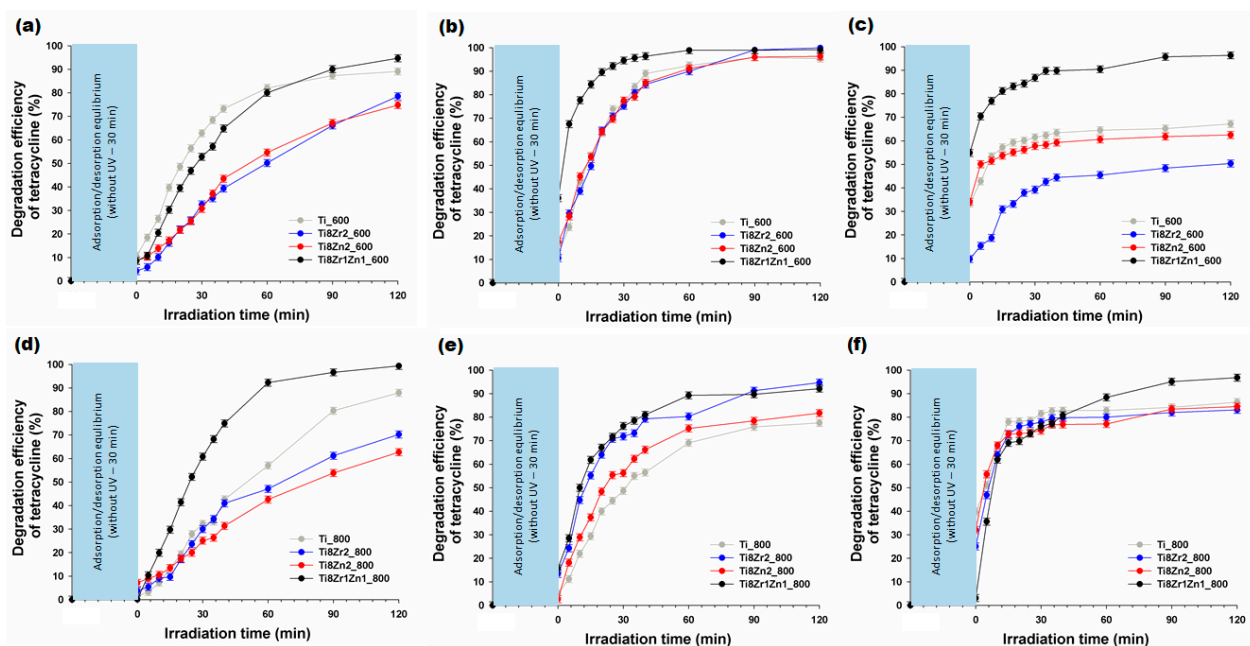 (a)
Degradation efficiency
of tetracycline (%)
100
90
80
70
60
50
40
30
20
10
0
Adsorption/desorption equlibrium
(without UV – 30 min)
Ti_600
Ti8Zr2_600
Ti8Zn2_600
Ti8Zr1Zn1_600
0
30
60
90
120
Irradiation time (min)
(b)
Degradation efficiency
of tetracycline (%)
100
90
80
70
60
50
40
30
20
10
0
Adsorption/desorption equlibrium
(without UV – 30 min)
Ti_600
Ti8Zr2_600
Ti8Zn2_600
Ti8Zr1Zn1_600
0
30
60
90
120
Irradiation time (min)
(c)
Degradation efficiency
of tetracycline (%)
100
90
80
70
60
50
40
30
20
10
0
Adsorption/desorption equlibrium
(without UV – 30 min)
Ti_600
Ti8Zr2_600
Ti8Zn2_600
Ti8Zr1Zn1_600
0
30
60
90
120
Irradiation time (min)
(d)
Degradation efficiency
of tetracycline (%)
100
90
80
70
60
50
40
30
20
10
0
Adsorption/desorption equlibrium
(without UV – 30 min)
Ti_800
Ti8Zr2_800
Ti8Zn2_800
Ti8Zr1Zn1_800
0
30
60
90
120
Irradiation time (min)
(e)
Degradation efficiency
of tetracycline (%)
100
90
80
70
60
50
40
30
20
10
0
Adsorption/desorption equlibrium
(without UV – 30 min)
Ti_800
Ti8Zr2_800
Ti8Zn2_800
Ti8Zr1Zn1_800
0
30
60
90
120
Irradiation time (min)
(f)
Degradation efficiency
of tetracycline (%)
100
90
80
70
60
50
40
30
20
10
0
Adsorption/desorption equlibrium
(without UV – 30 min)
Ti_800
Ti8Zr2_800
Ti8Zn2_800
Ti8Zr1Zn1_800
0
30
60
90
120
Irradiation time (min)